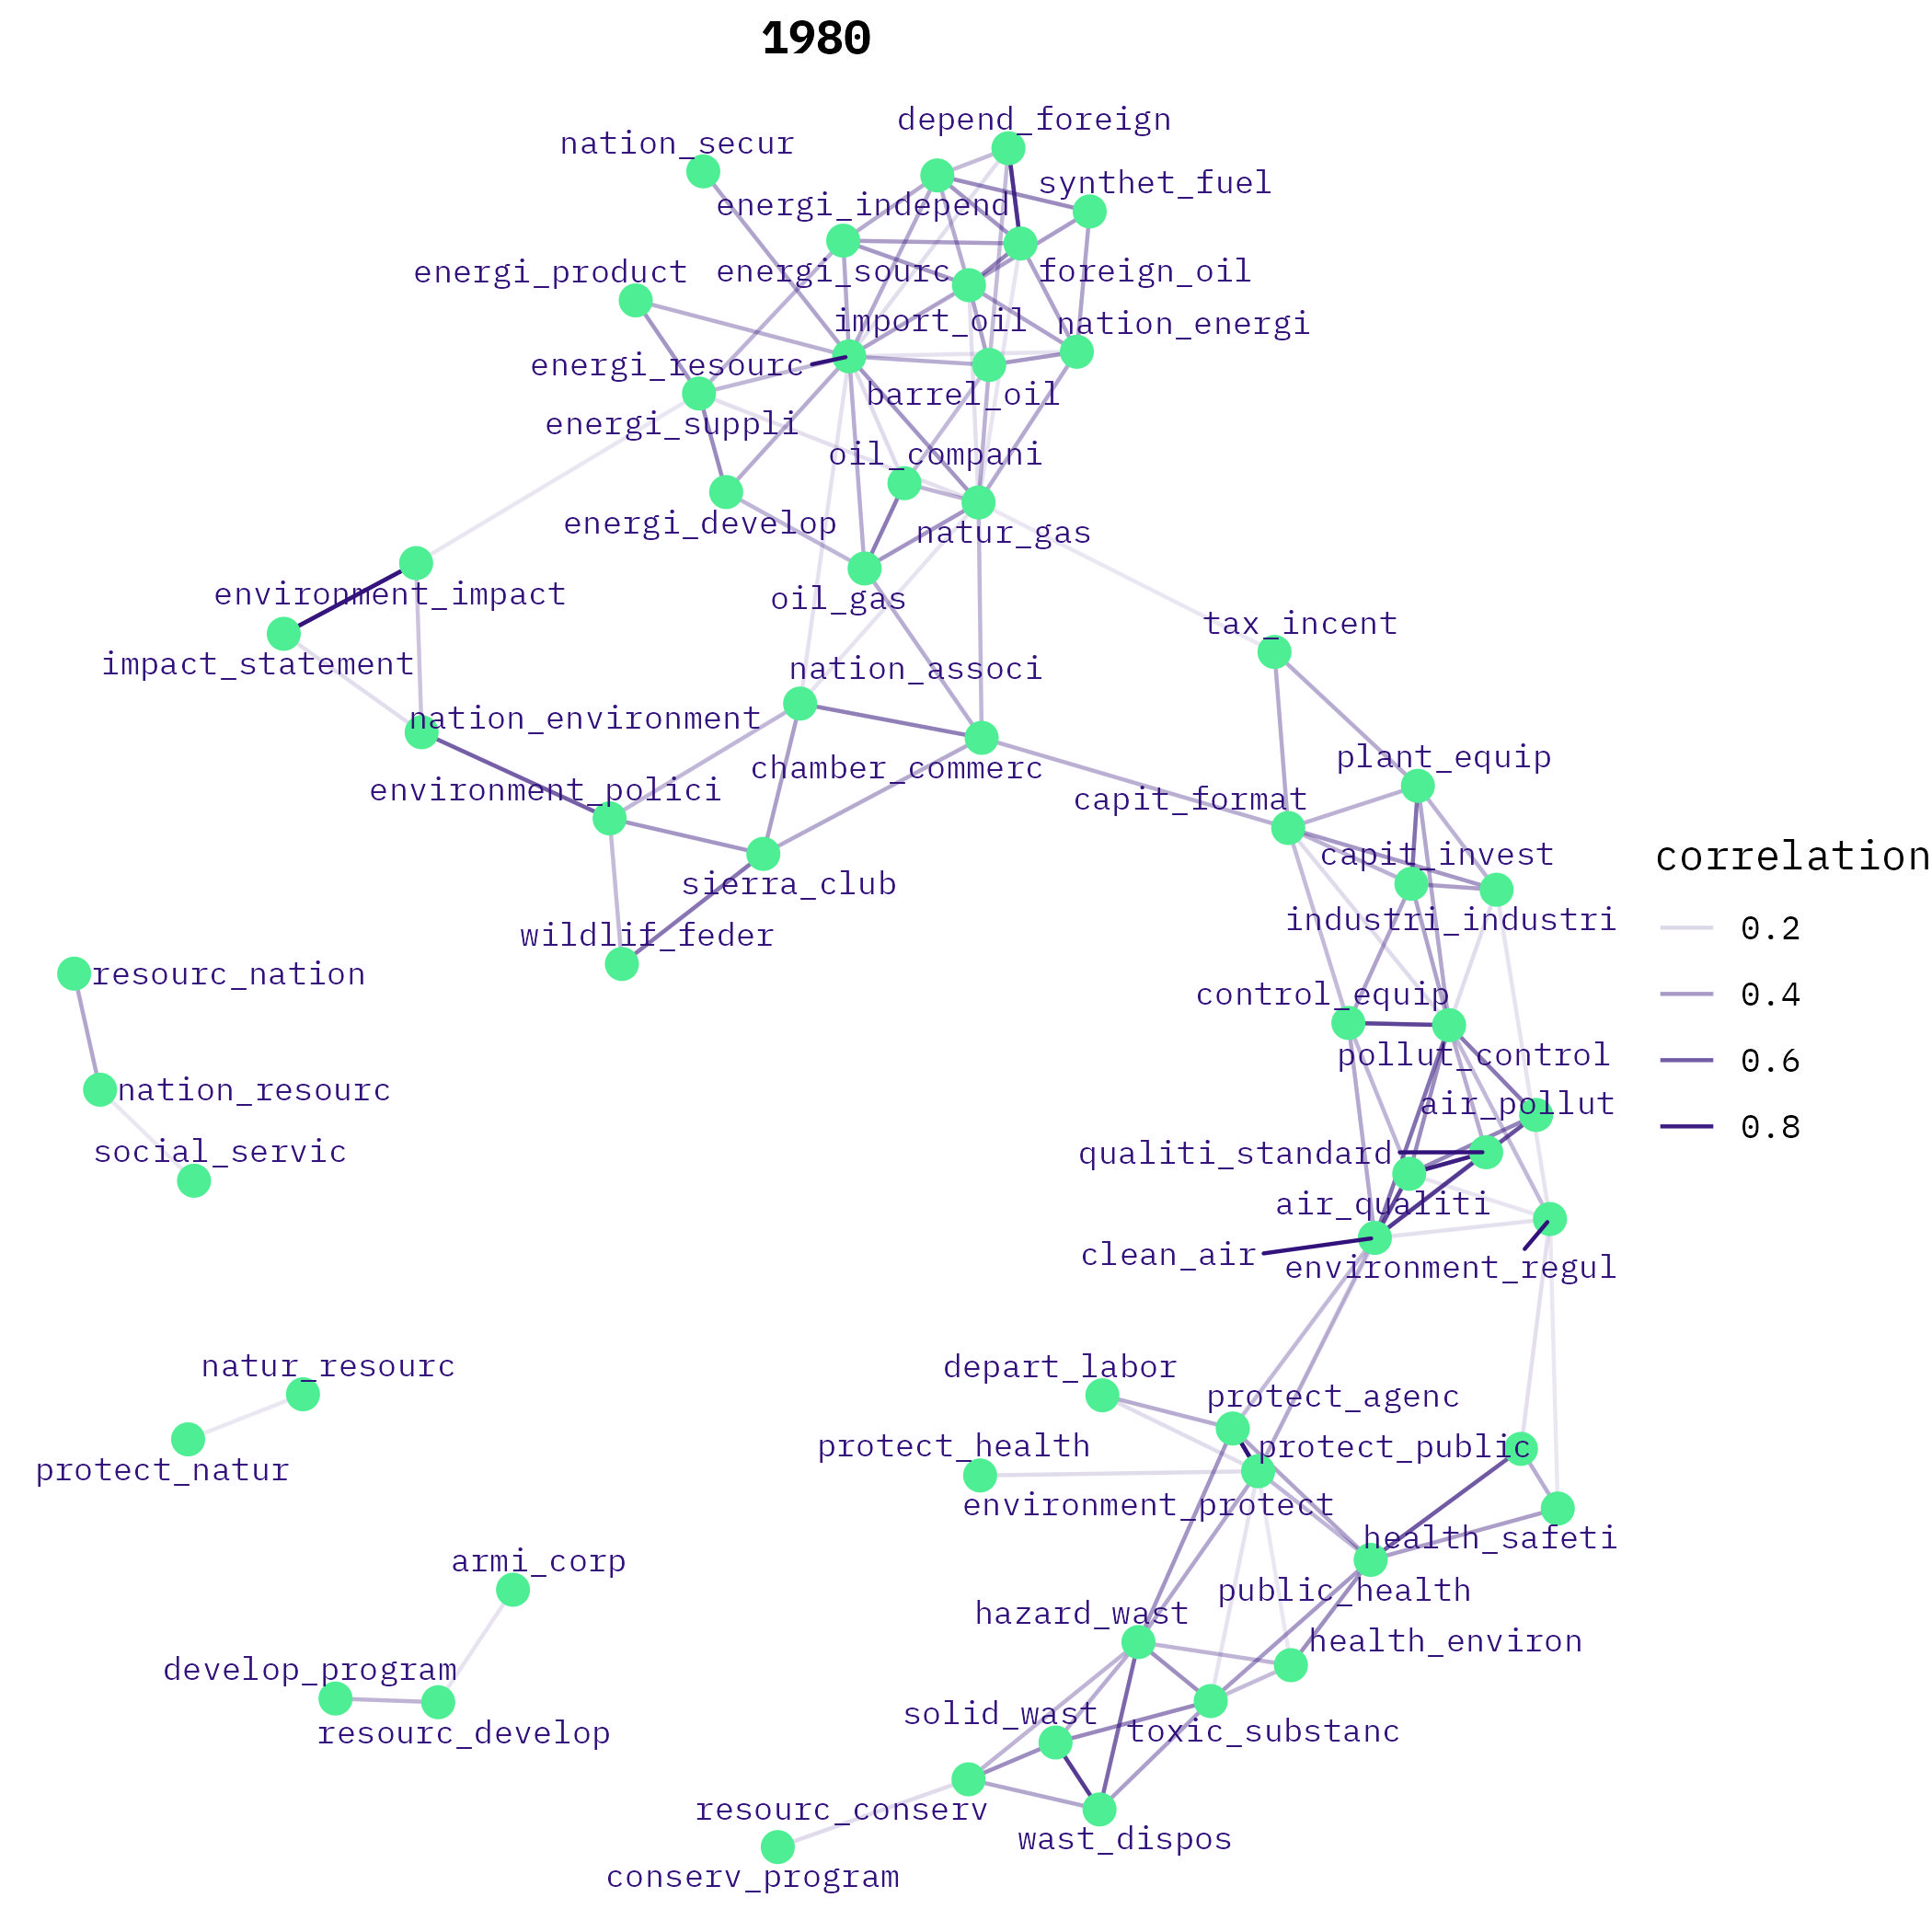 1980
depend_foreign
nation_secur
synthet_fuel
energi_independ
energi_product
energi_sourc
foreign_oil
import_oil
nation_energi
energi_resourc
barrel_oil
energi_suppli
oil_compani
energi_develop
natur_gas
environment_impact
oil_gas
tax_incent
impact_statement
nation_associ
nation_environment
plant_equip
chamber_commerc
environment_polici
capit_format
capit_invest
correlation
sierra_club
industri_industri
0.2
wildlif_feder
resourc_nation
control_equip
0.4
pollut_control
0.6
nation_resourc
air_pollut
0.8
social_servic
qualiti_standard
air_qualiti
clean_air
environment_regul
natur_resourc
depart_labor
protect_agenc
protect_health
protect_public
protect_natur
environment_protect
health_safeti
armi_corp
public_health
hazard_wast
health_environ
develop_program
solid_wast
resourc_develop
toxic_substanc
resourc_conserv
wast_dispos
conserv_program